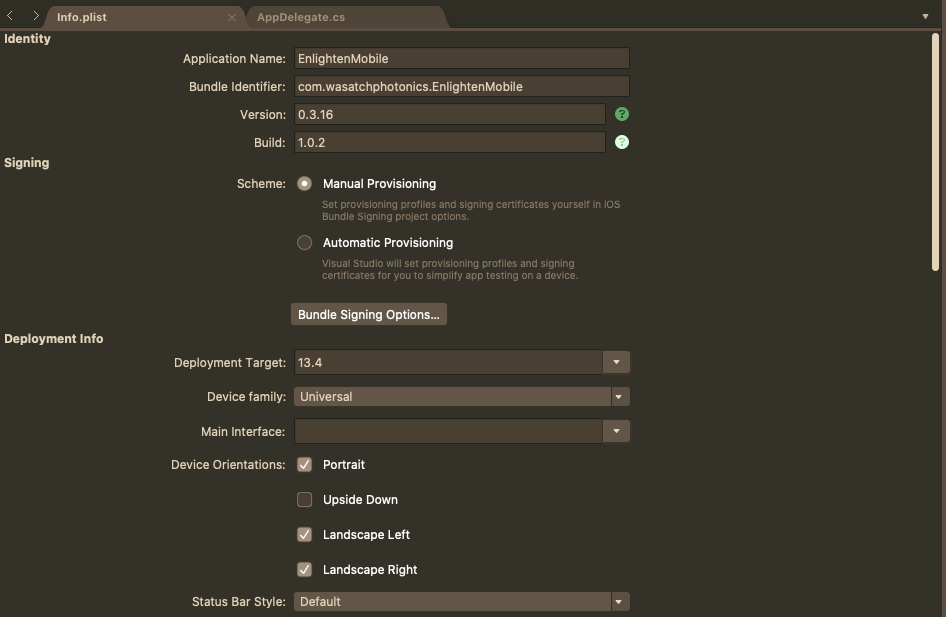 Info.plist
AppDelegate.cs
Identity
Application Name: EnlightenMobile
Bundle Identifier: com.wasatchphotonics.EnlightenMobile
Version: 0.3.16 ?
Build: 1.0.2 ?
Signing
Scheme: Manual Provisioning
Set provisioning profiles and signing certificates yourself in iOS
Bundle Signing project options.
Automatic Provisioning
Visual Studio will set provisioning profiles and signing
certificates for you to simplify app testing on a device.
Bundle Signing Options...
Deployment Info
Deployment Target: 13.4
Device family: Universal
Main Interface:
Device Orientations: Portrait
Upside Down
Landscape Left
Landscape Right
Status Bar Style: Default